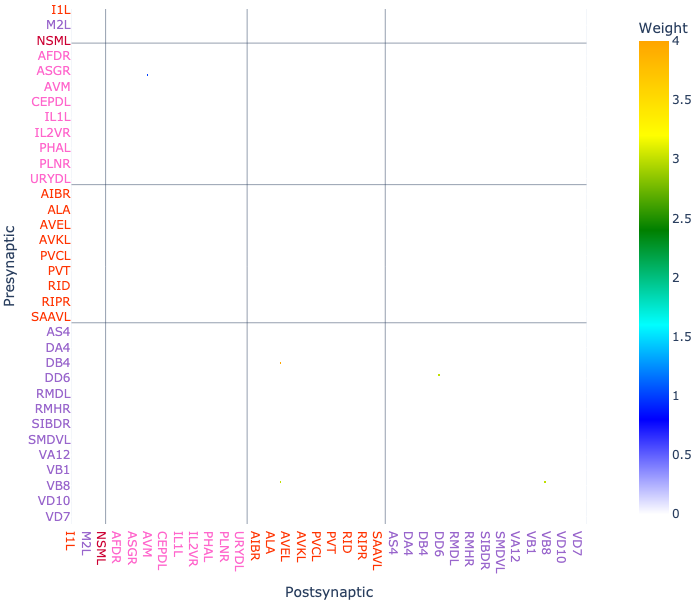 Weight
4
3.5
3
2.5
2
1.5
1
0.5
0
Presynaptic
I1L
M2L
NSML
AFDR
ASGR
AVM
CEPDL
IL1L
IL2VR
PHAL
PLNR
URYDL
AIBR
ALA
AVEL
AVKL
PVCL
PVT
RID
RIPR
SAAVL
AS4
DA4
DB4
DD6
RMDL
RMHR
SIBDR
SMDVL
VA12
VB1
VB8
VD10
VD7
I1L
M2L
NSML
AFDR
ASGR
AVM
CEPDL
IL1L
IL2VR
PHAL
PLNR
URYDL
AIBR
ALA
AVEL
AVKL
PVCL
PVT
RID
RIPR
SAAVL
AS4
DA4
DB4
DD6
RMDL
RMHR
SIBDR
SMDVL
VA12
VB1
VB8
VD10
VD7
Postsynaptic